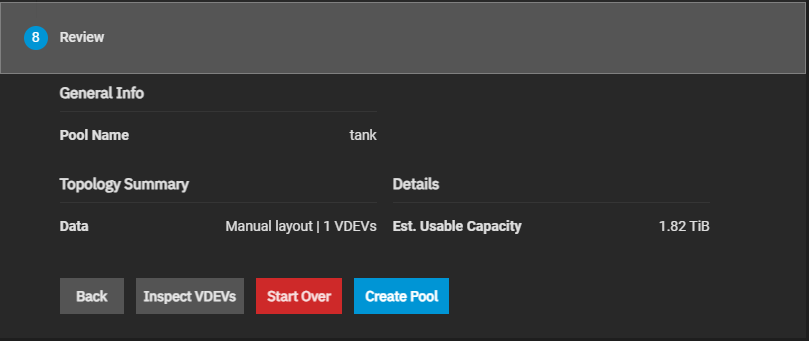 8 Review
General Info
Pool Name tank
Topology Summary Details
Data Manual layout | 1 VDEVs Est. Usable Capacity 1.82 TiB
Back Inspect VDEVs Start Over Create Pool